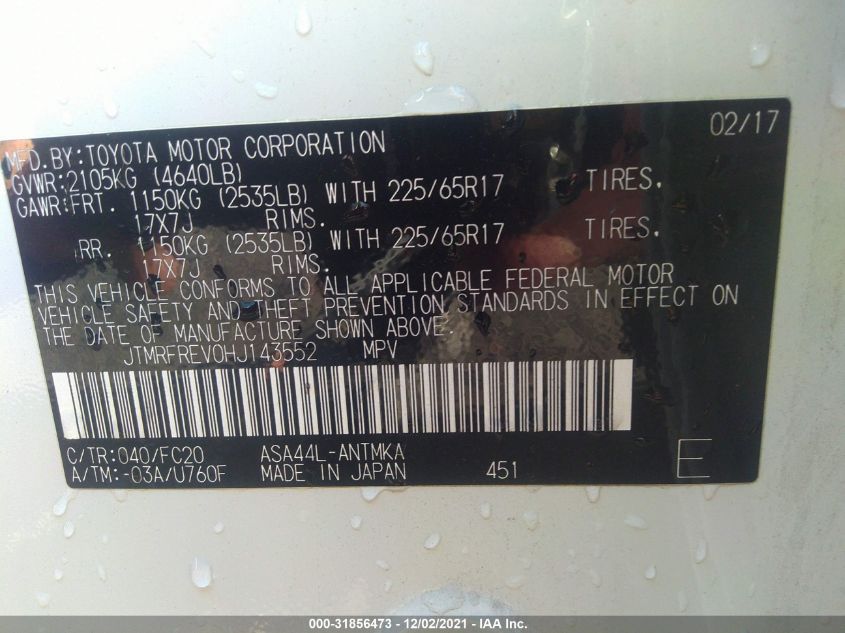 02/17
MFD.BY:TOYOTA MOTOR CORPORATION
GVWR:2105KG (4640LB)
GAWR:FRT. 1150KG (2535LB) WITH 225/65R17 TIRES.
17X7J RIMS.
RR. 1150KG (2535LB) WITH 225/65R17 TIRES.
17X7J RIMS.
THIS VEHICLE CONFORMS TO ALL APPLICABLE FEDERAL MOTOR
VEHICLE SAFETY AND THEFT PREVENTION STANDARDS IN EFFECT ON
THE DATE OF MANUFACTURE SHOWN ABOVE.
JTMRFREV0HJ143552 MPV
C/TR:040/FC20 ASA44L-ANTMKA
A/TM:-03A/U760F MADE IN JAPAN 451 E
000-31856473 - 12/02/2021 - IAA Inc.